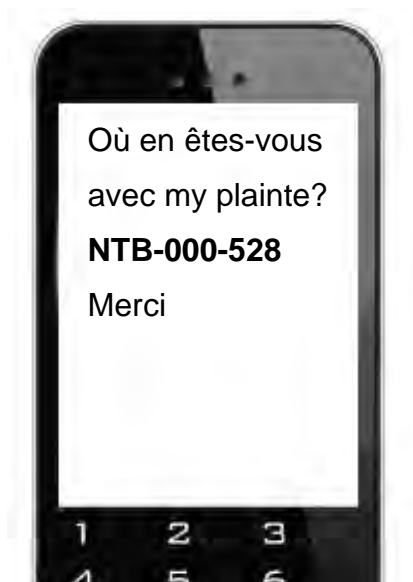 Où en êtes-vous
avec my plainte?
NTB-000-528
Merci
1 2 3
4 5 6